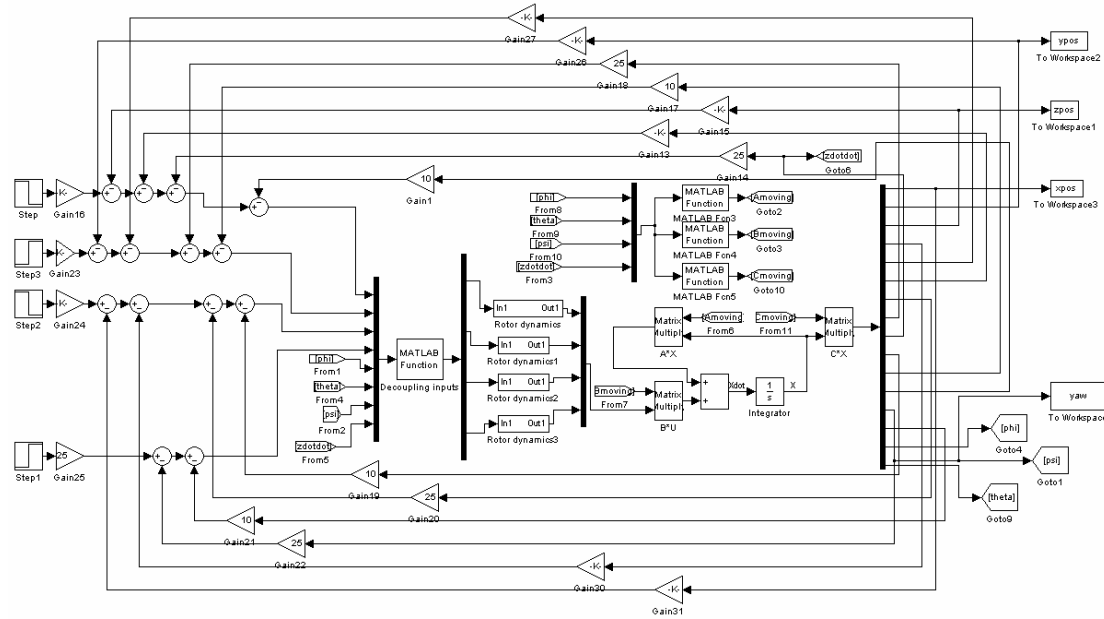 -K-
Gain27
-K-
Gain26
25
Gain18
10
Gain17
-K-
Gain15
-K-
Gain13
25
Gain14
10
Gain1
ypos
To Workspace2
zpos
To Workspace1
[zdotdot]
Goto6
xpos
To Workspace3
Step
K-
Gain16
Step3
K-
Gain23
Step2
K-
Gain24
Step1
25
Gain25
[phi]
From8
[theta]
From9
[psi]
From10
[zdotdot]
From3
MATLAB
Function
MATLAB Fcn3
[Amoving]
Goto2
MATLAB
Function
MATLAB Fcn4
[Bmoving]
Goto3
MATLAB
Function
MATLAB Fcn5
[Cmoving]
Goto10
[phi]
From1
[theta]
From4
[psi]
From2
[zdotdot]
From5
MATLAB
Function
Decoupling inputs
In1 Out1
Rotor dynamics
In1 Out1
Rotor dynamics1
In1 Out1
Rotor dynamics2
In1 Out1
Rotor dynamics3
Matrix
Multiply
A*X
[Amoving]
From6
[Cmoving]
From11
Matrix
Multiply
C*X
[Bmoving]
From7
Matrix
Multiply
B*U
+
+
Xdot
1
s
Integrator
X
yaw
To Workspace
[phi]
Goto4
[psi]
Goto1
[theta]
Goto9
10
Gain19
25
Gain20
10
Gain21
25
Gain22
-K-
Gain30
-K-
Gain31